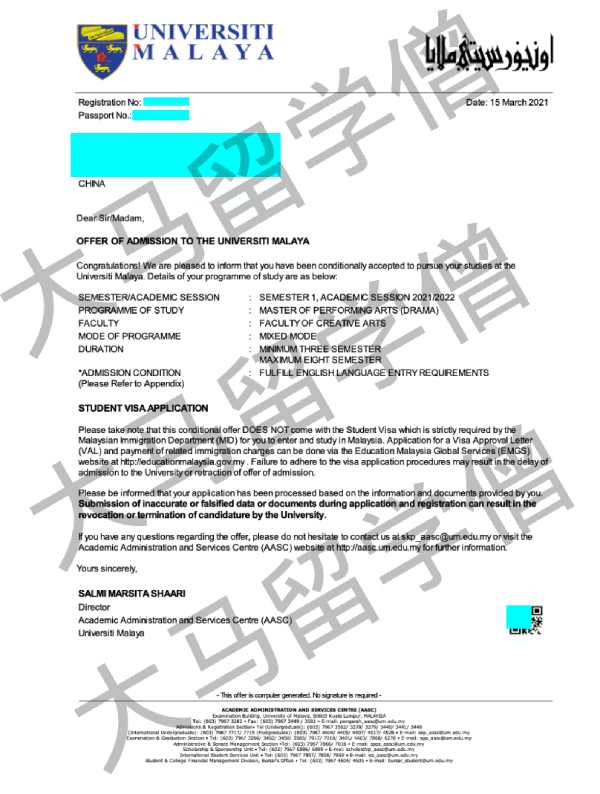 UNIVERSITI
MALAYA
اونيورسيتي ملايا
Registration No:
Date: 15 March 2021
Passport No.:
CHINA
Dear Sir/Madam,
OFFER OF ADMISSION TO THE UNIVERSITI MALAYA
Congratulations! We are pleased to inform that you have been conditionally accepted to pursue your studies at the
Universiti Malaya. Details of your programme of study are as below:
SEMESTER/ACADEMIC SESSION : SEMESTER 1, ACADEMIC SESSION 2021/2022
PROGRAMME OF STUDY : MASTER OF PERFORMING ARTS (DRAMA)
FACULTY : FACULTY OF CREATIVE ARTS
MODE OF PROGRAMME : MIXED MODE
DURATION : MINIMUM THREE SEMESTER
MAXIMUM EIGHT SEMESTER
*ADMISSION CONDITION : FULFILL ENGLISH LANGUAGE ENTRY REQUIREMENTS
(Please Refer to Appendix)
STUDENT VISA APPLICATION
Please take note that this conditional offer DOES NOT come with the Student Visa which is strictly required by the
Malaysian Immigration Department (MID) for you to enter and study in Malaysia. Application for a Visa Approval Letter
(VAL) and payment of related immigration charges can be done via the Education Malaysia Global Services (EMGS)
website at http://educationmalaysia.gov.my . Failure to adhere to the visa application procedures may result in the delay of
admission to the University or retraction of offer of admission.
Please be informed that your application has been processed based on the information and documents provided by you.
Submission of inaccurate or falsified data or documents during application and registration can result in the
revocation or termination of candidature by the University.
If you have any questions regarding the offer, please do not hesitate to contact us at skp_aasc@um.edu.my or visit the
Academic Administration and Services Centre (AASC) website at http://aasc.um.edu.my for further information.
Yours sincerely,
SALMI MARSITA SHAARI
Director
Academic Administration and Services Centre (AASC)
Universiti Malaya
- This offer is computer generated. No signature is required -
ACADEMIC ADMINISTRATION AND SERVICES CENTRE [AASC]
Examination Building, University of Malaya, 50603 Kuala Lumpur, MALAYSIA
大马留学僧
大马留学僧
大马留学僧